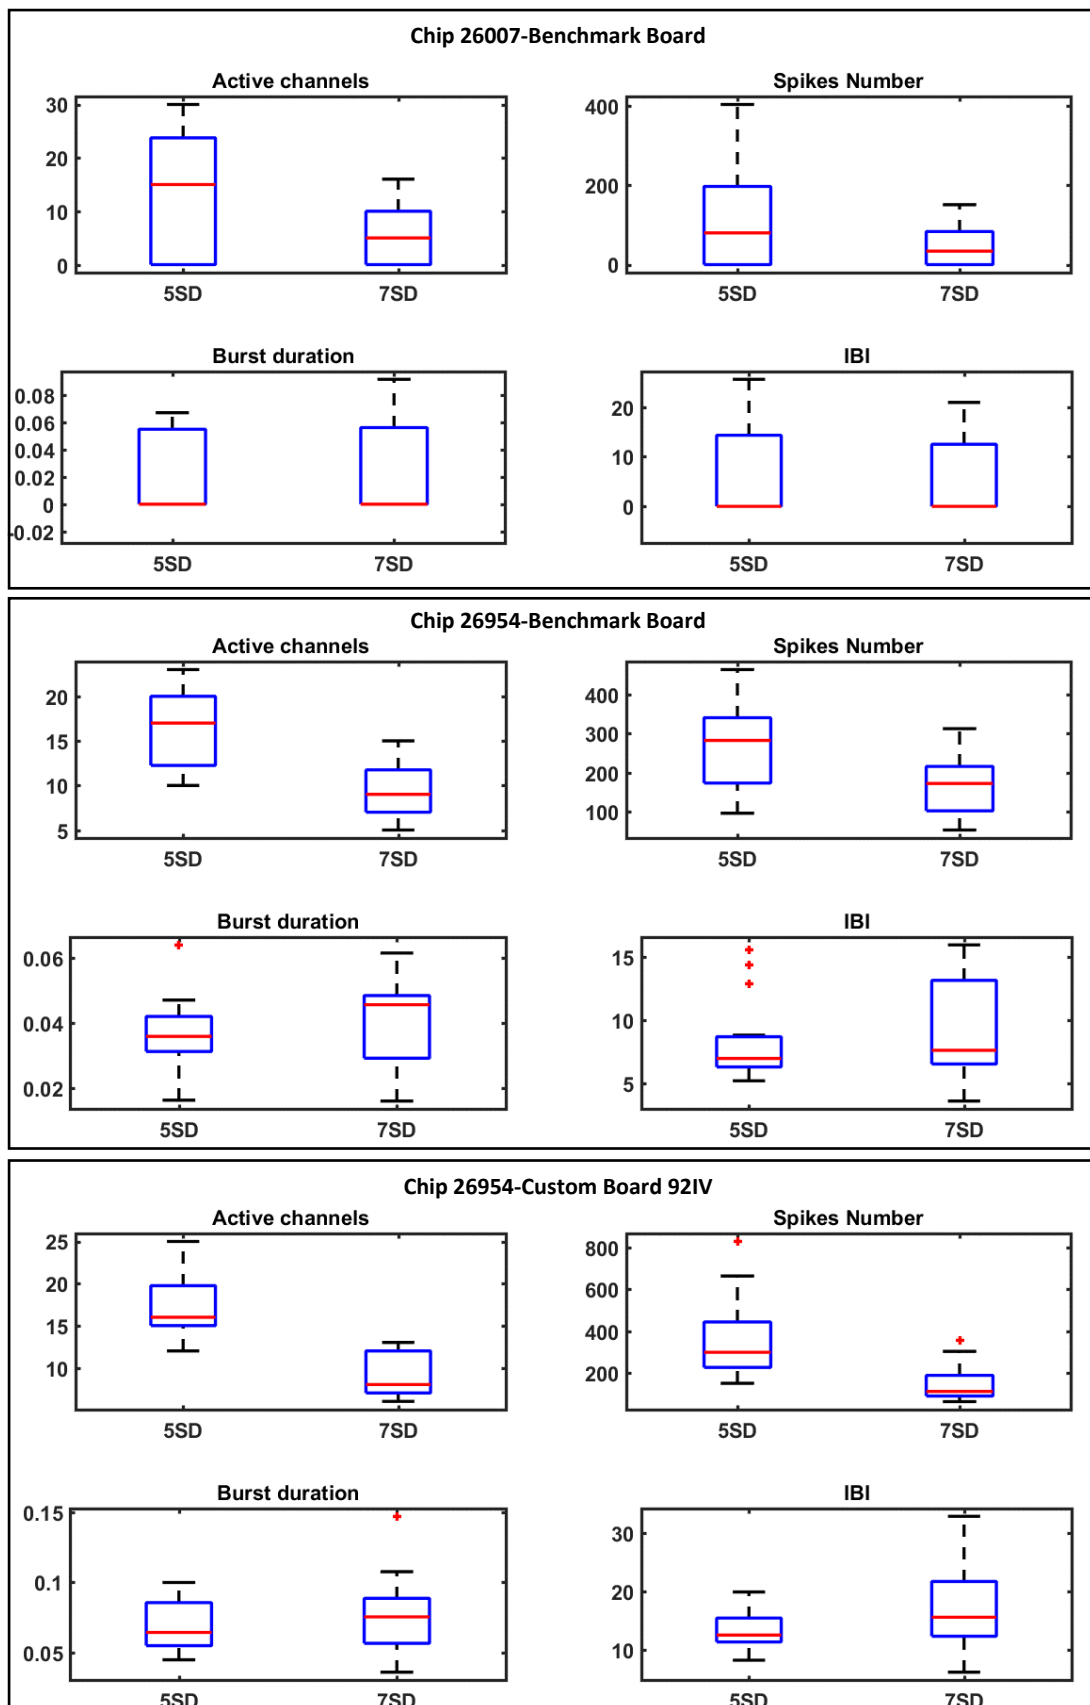 Chip 26007-Benchmark Board
Active channels
30
20
10
0
5SD 7SD
Spikes Number
400
200
0
5SD 7SD
Burst duration
0.08
0.06
0.04
0.02
0
-0.02
5SD 7SD
IBI
20
10
0
5SD 7SD
Chip 26954-Benchmark Board
Active channels
20
15
10
5
5SD 7SD
Spikes Number
400
300
200
100
5SD 7SD
Burst duration
0.06
0.04
0.02
5SD 7SD
IBI
15
10
5
5SD 7SD
Chip 26954-Custom Board 92IV
Active channels
25
20
15
10
5SD 7SD
Spikes Number
800
600
400
200
5SD 7SD
Burst duration
0.15
0.1
0.05
5SD 7SD
IBI
30
20
10
5SD 7SD